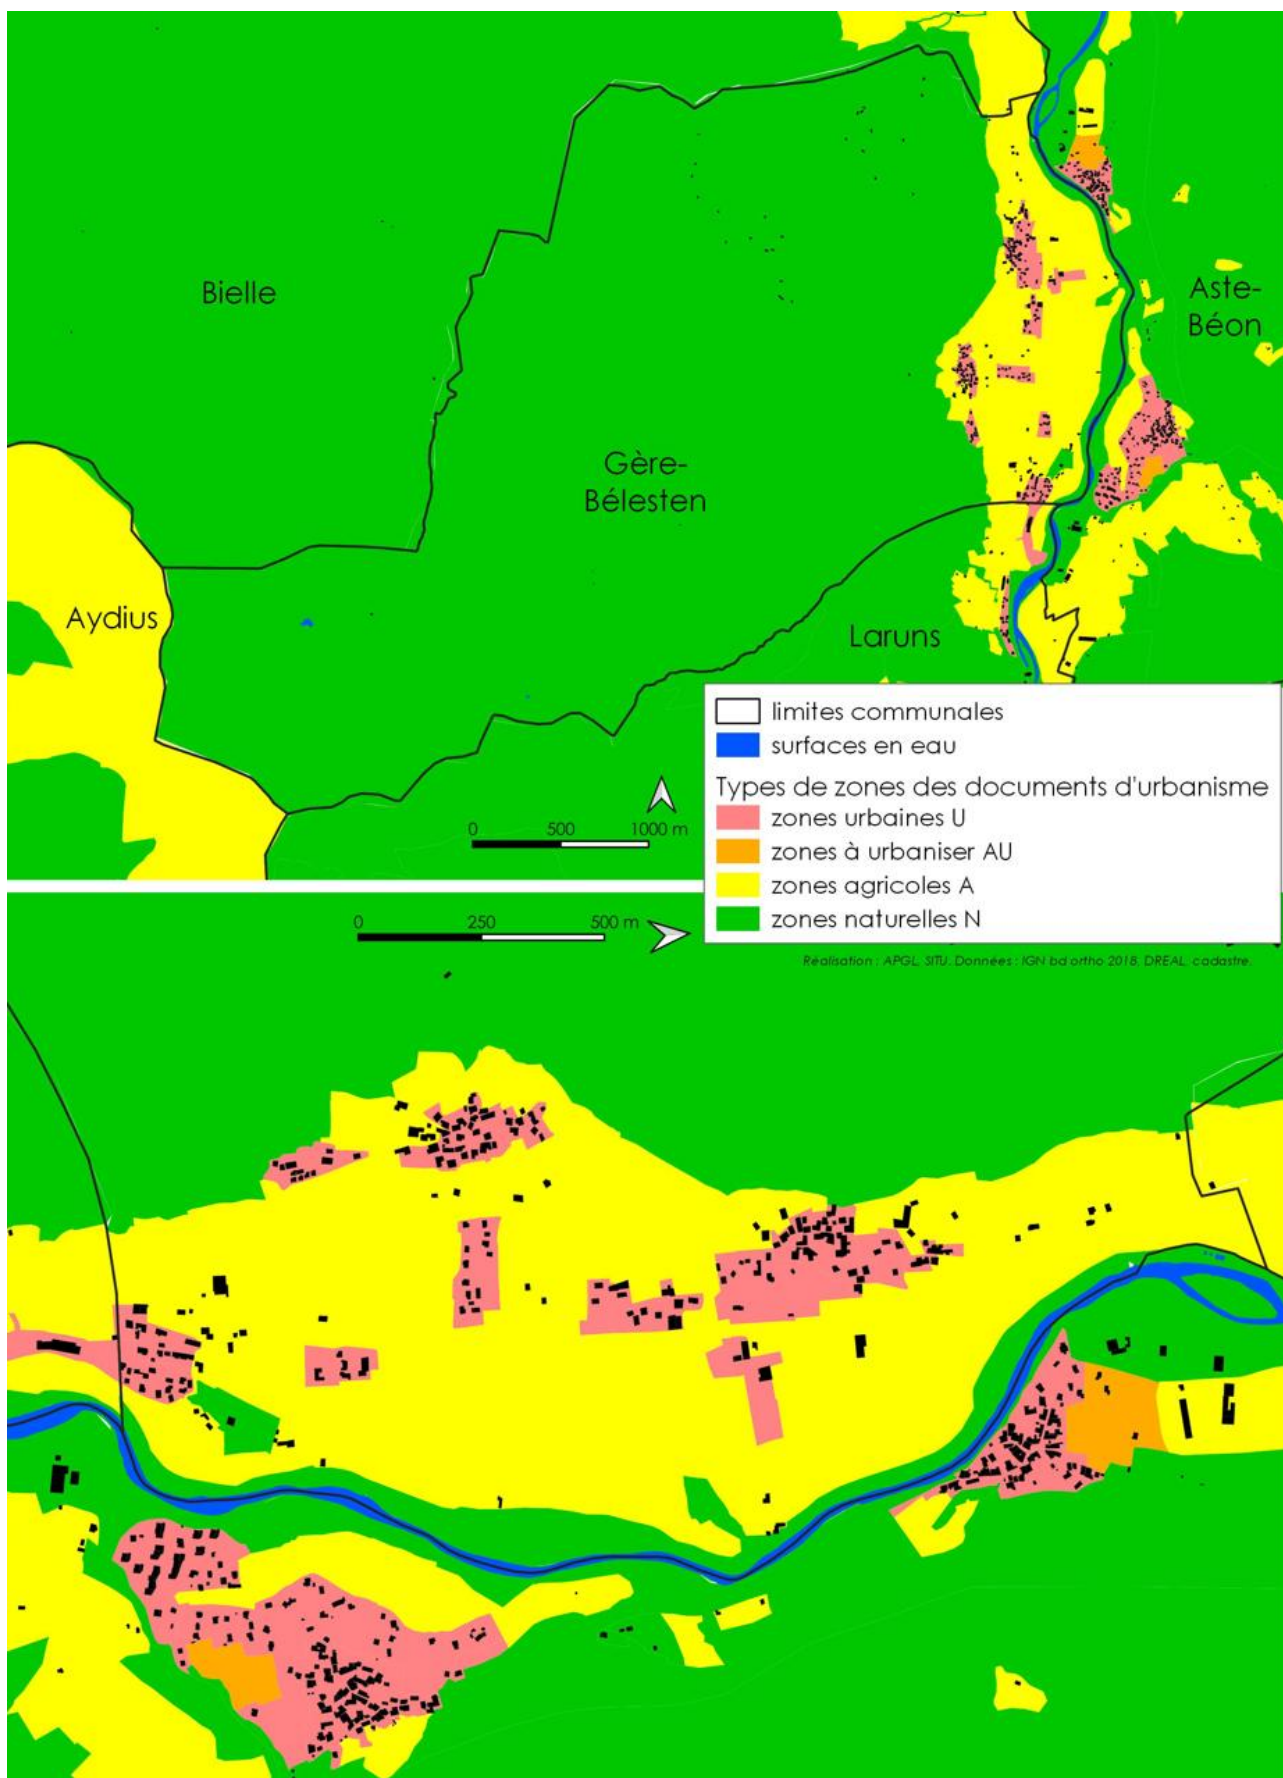 Bielle
Aste-
Béon
Gère-
Bélesten
Aydius
Laruns
limites communales
surfaces en eau
Types de zones des documents d'urbanisme
0 500 1000 m
zones urbaines U
zones à urbaniser AU
zones agricoles A
zones naturelles N
0 250 500 m
Réalisation : APGL, SITU. Données : IGN bd ortho 2018, DREAL, cadastre.